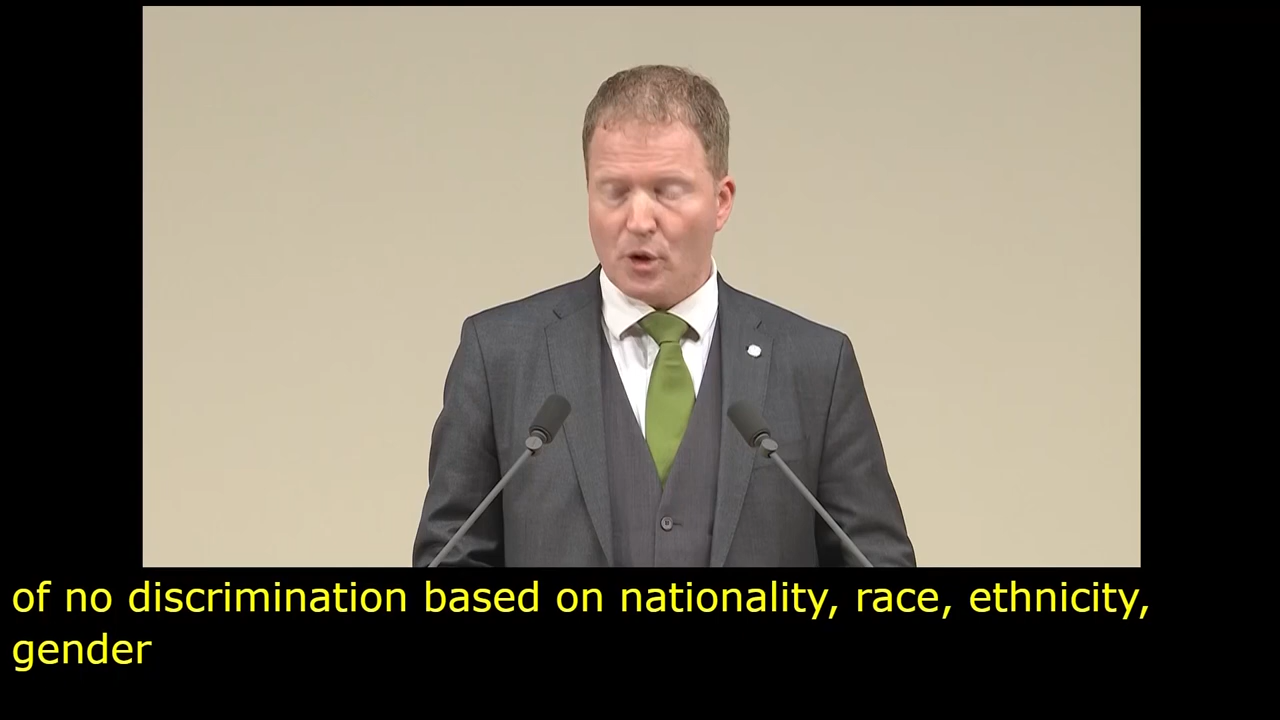 of no discrimination based on nationality, race, ethnicity,
gender